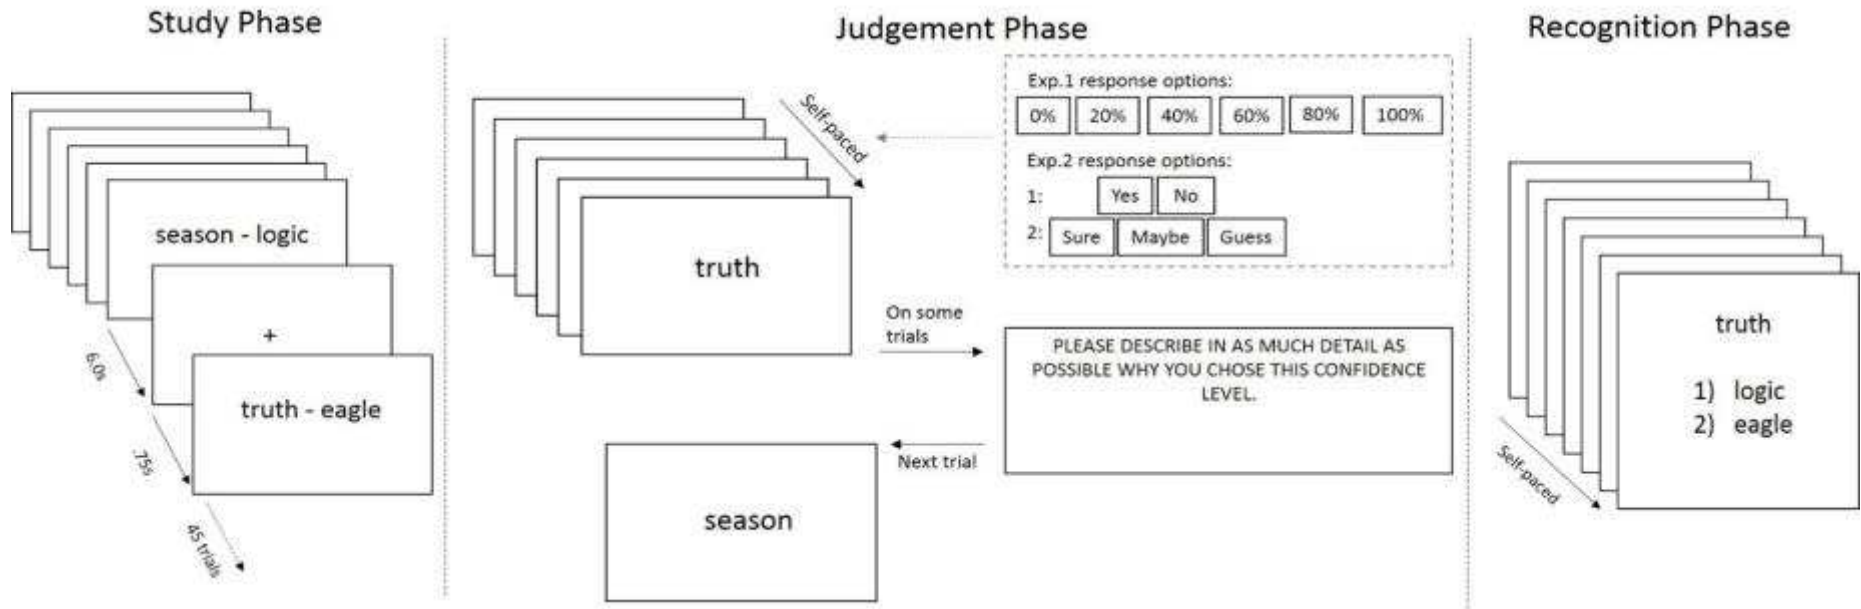 Study Phase
season - logic
+
truth - eagle
6.0s
.75s
45 trials
Judgement Phase
Self-paced
truth
Exp.1 response options:
0% 20% 40% 60% 80% 100%
Exp.2 response options:
1: Yes No
2: Sure Maybe Guess
On some
trials
PLEASE DESCRIBE IN AS MUCH DETAIL AS
POSSIBLE WHY YOU CHOSE THIS CONFIDENCE
LEVEL.
Next trial
season
Recognition Phase
truth
1) logic
2) eagle
Self-paced